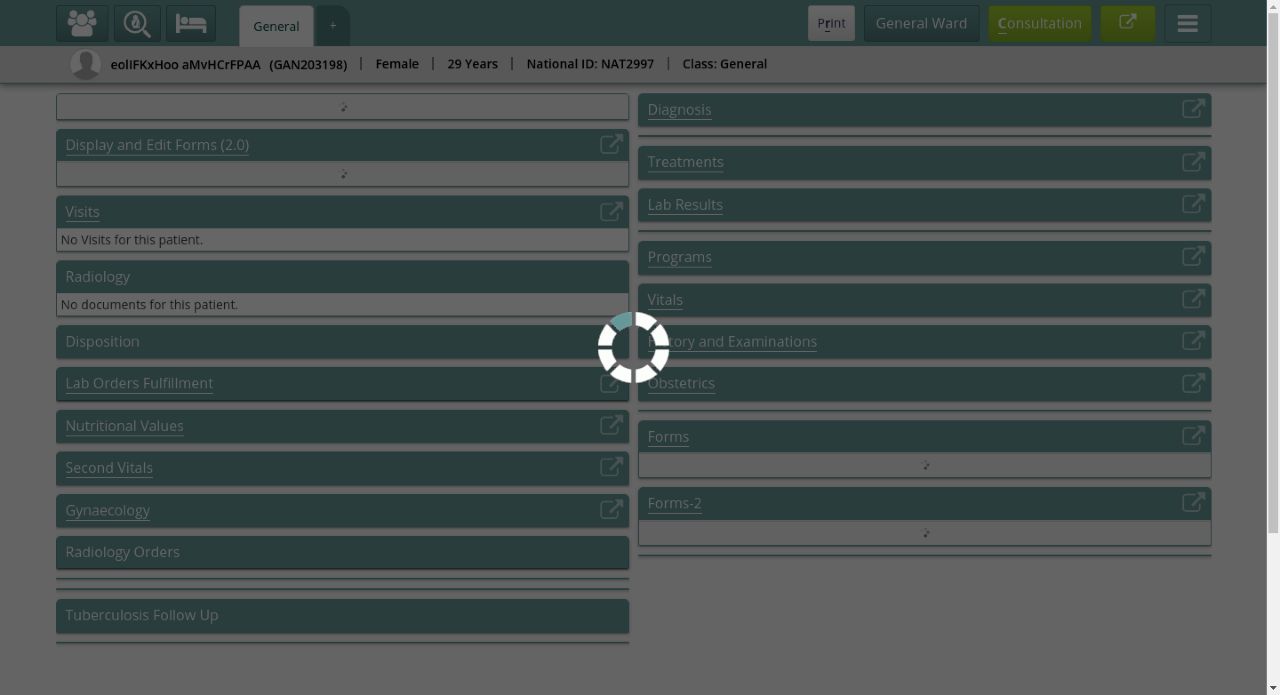 General
+
Print
General Ward
Consultation
eoIIFKxHoo aMvHCrFPAA (GAN203198) | Female | 29 Years | National ID: NAT2997 | Class: General
Display and Edit Forms (2.0)
Visits
No Visits for this patient.
Radiology
No documents for this patient.
Disposition
Lab Orders Fulfillment
Nutritional Values
Second Vitals
Gynaecology
Radiology Orders
Tuberculosis Follow Up
Diagnosis
Treatments
Lab Results
Programs
Vitals
History and Examinations
Obstetrics
Forms
Forms-2